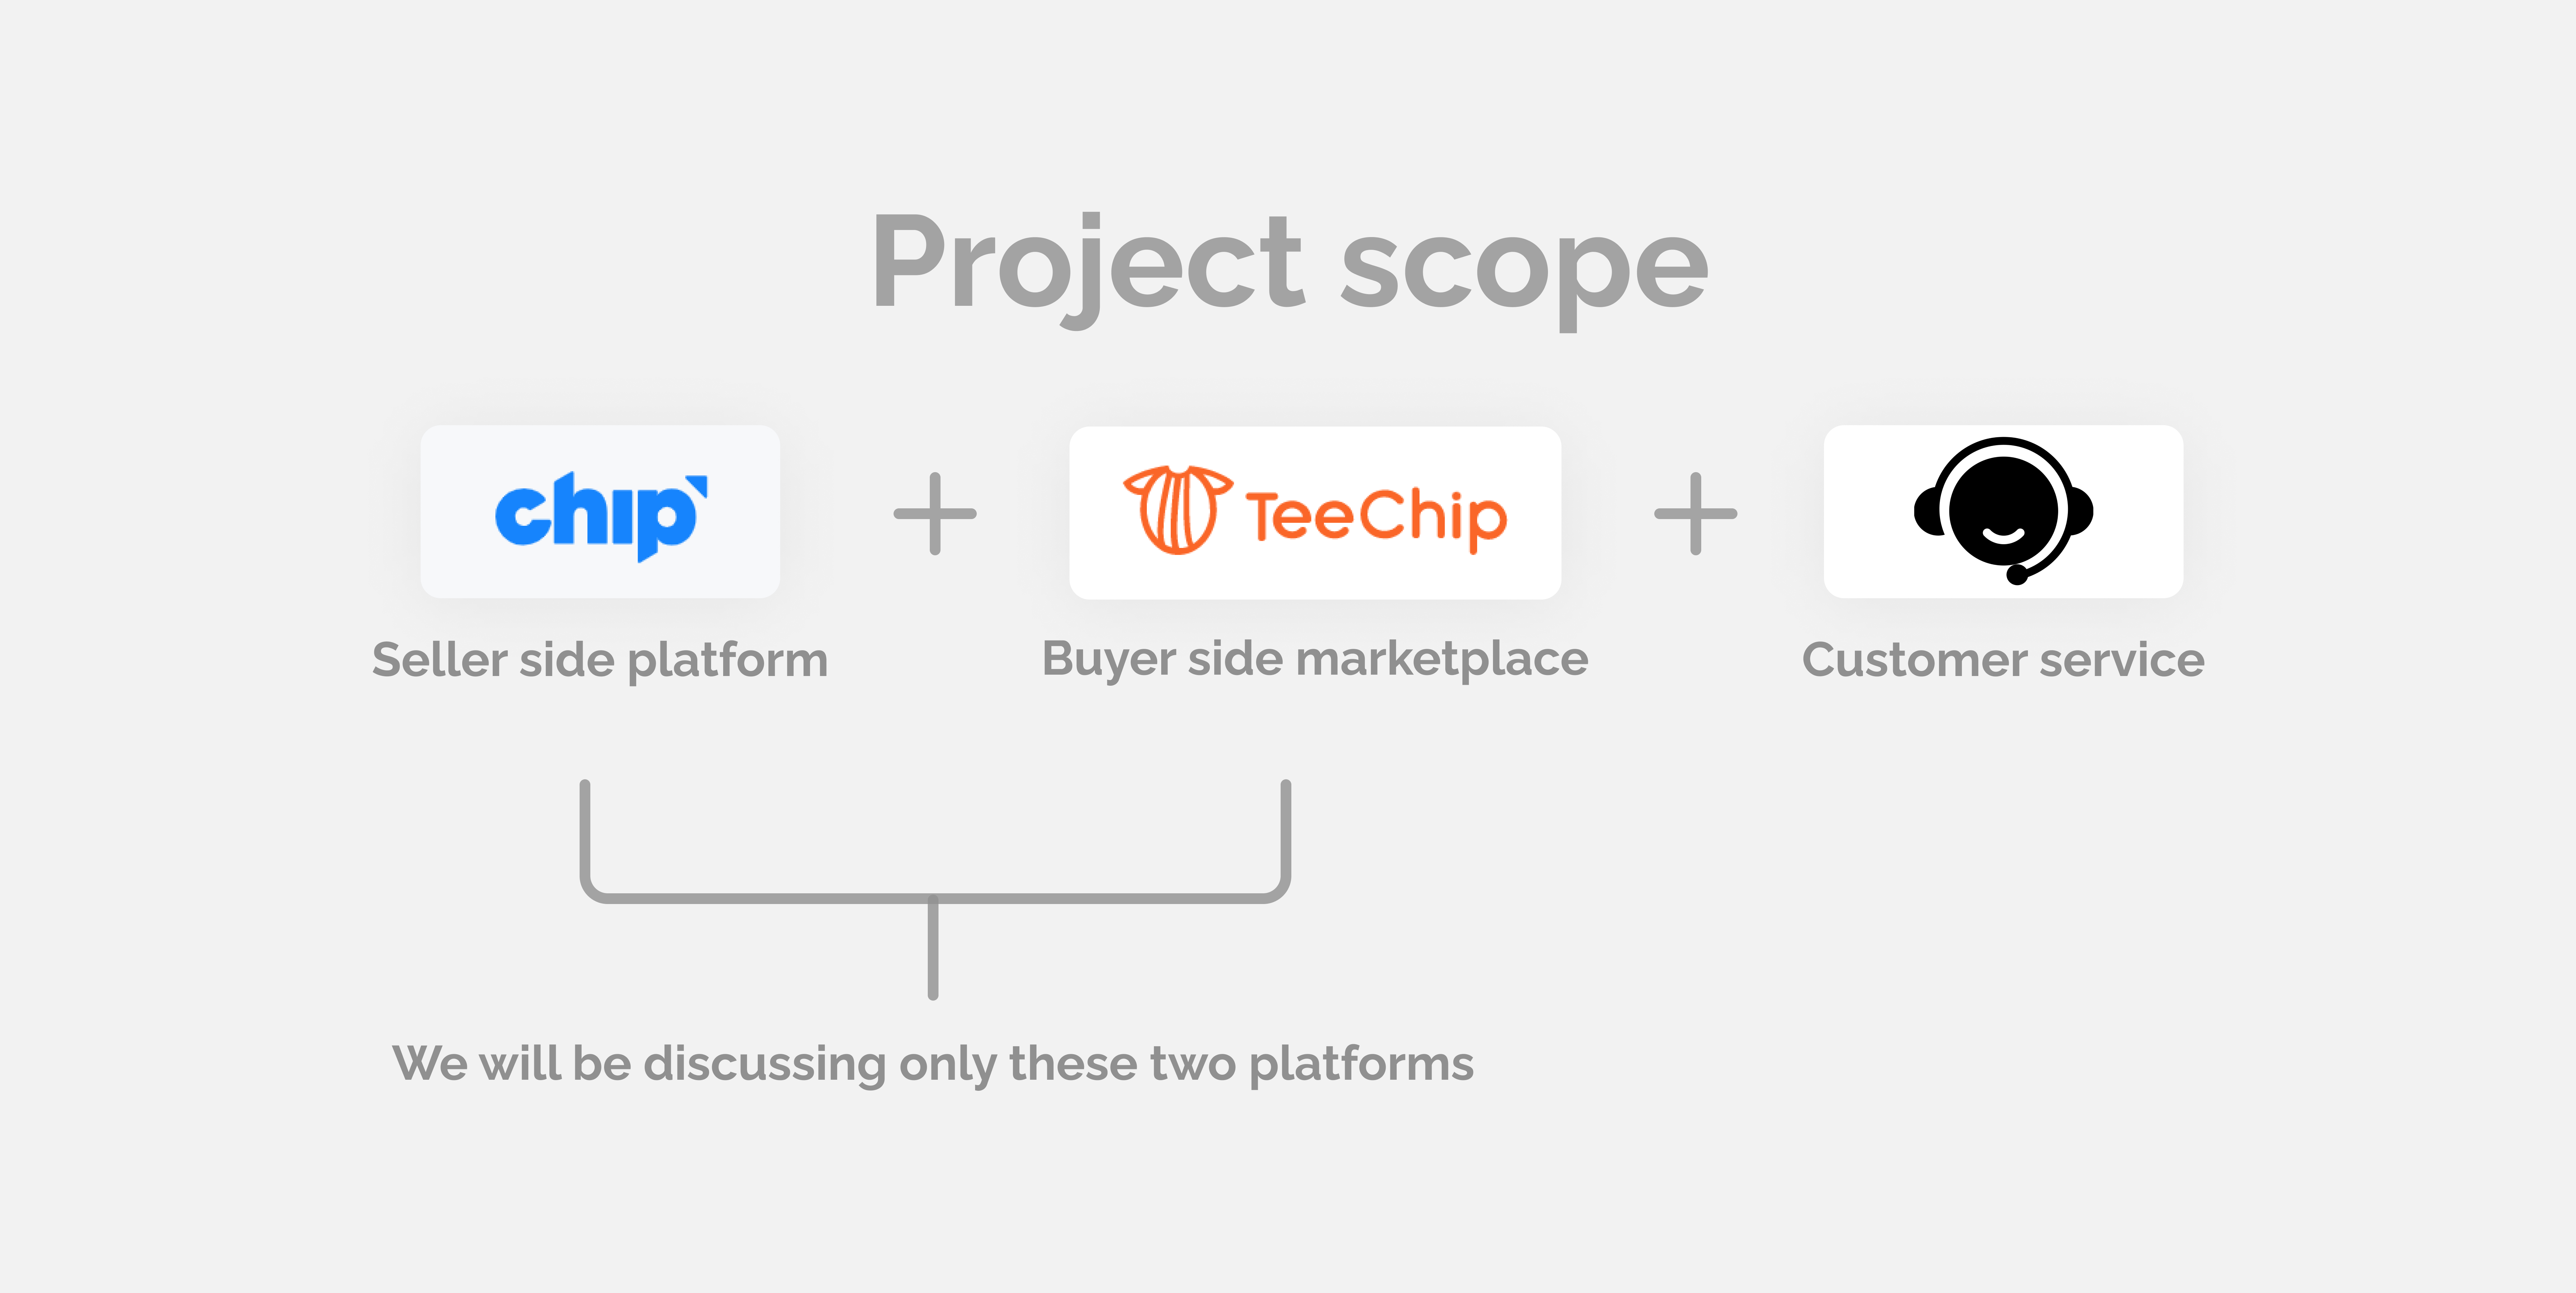 Project scope
chip
TeeChip
Seller side platform
Buyer side marketplace
Customer service
We will be discussing only these two platforms